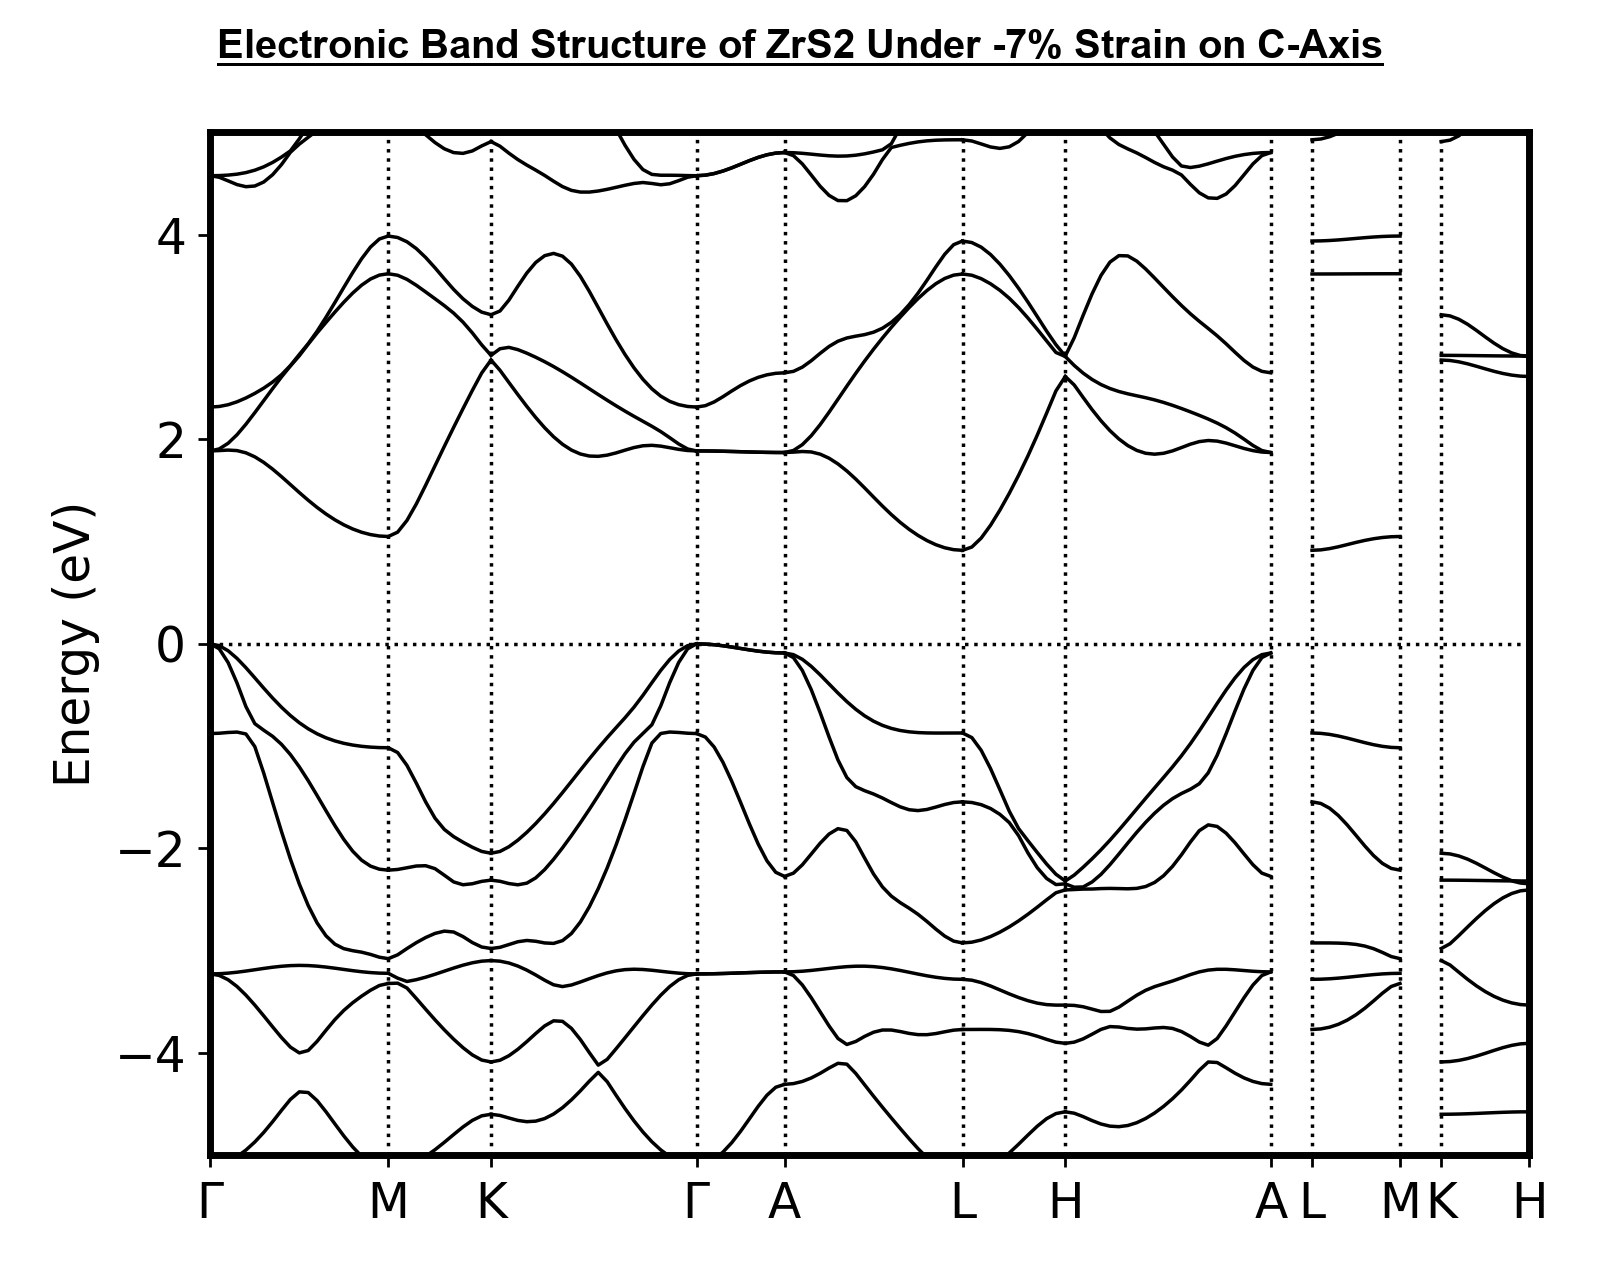 Electronic Band Structure of ZrS2 Under -7% Strain on C-Axis
Energy (eV)
4
2
0
−2
−4
Γ M K Γ A L H A L M K H